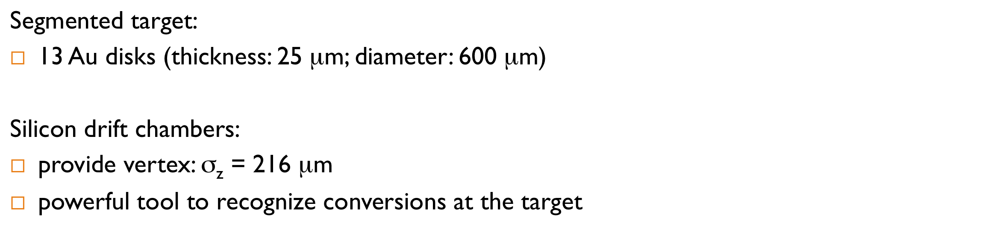 Segmented target:
□ 13 Au disks (thickness: 25 μm; diameter: 600 μm)
Silicon drift chambers:
□ provide vertex: σz = 216 μm
□ powerful tool to recognize conversions at the target